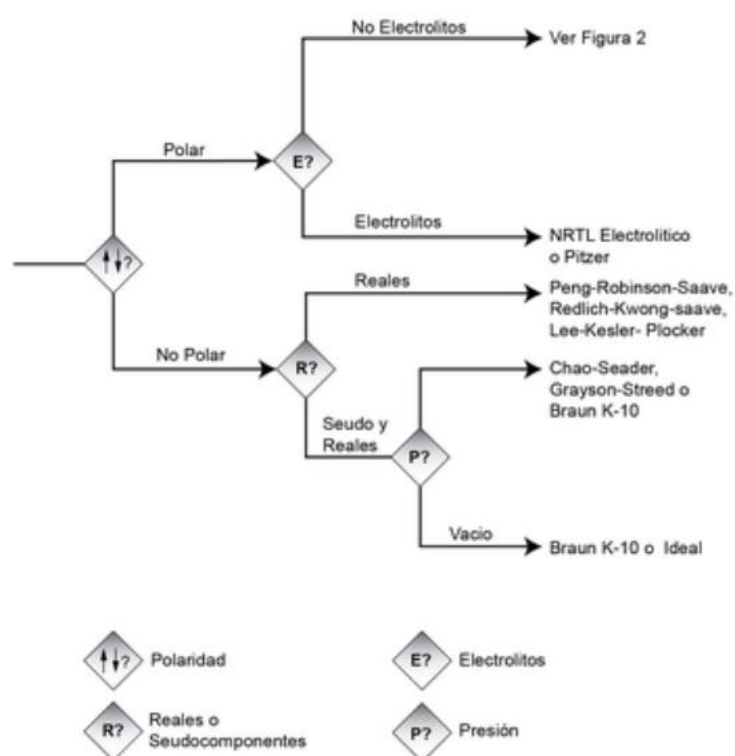 No Electrolitos
Ver Figura 2
Polar
E?
Electrolitos
NRTL Electrolitico
o Pitzer
?
Reales
Peng-Robinson-Saave,
Redlich-Kwong-saave,
Lee-Kesler- Plocker
No Polar
R?
Chao-Seader,
Grayson-Streed o
Braun K-10
Seudo y
Reales
P?
Vacio
Braun K-10 o Ideal
? Polaridad
E? Electrolitos
R? Reales o
Seudocomponentes
P? Presión